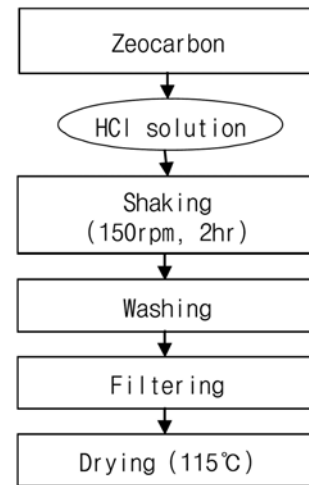 Zeocarbon
HCl solution
Shaking
(150rpm, 2hr)
Washing
Filtering
Drying (115℃)